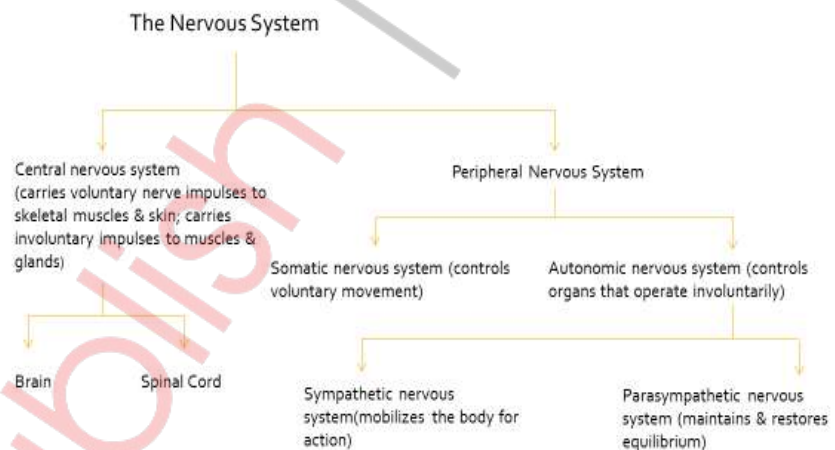 The Nervous System
Central nervous system
(carries voluntary nerve impulses to
skeletal muscles & skin; carries
involuntary impulses to muscles &
glands)
Peripheral Nervous System
Somatic nervous system (controls
voluntary movement)
Autonomic nervous system (controls
organs that operate involuntarily)
Brain
Spinal Cord
Sympathetic nervous
system(mobilizes the body for
action)
Parasympathetic nervous
system (maintains & restores
equilibrium)
blish